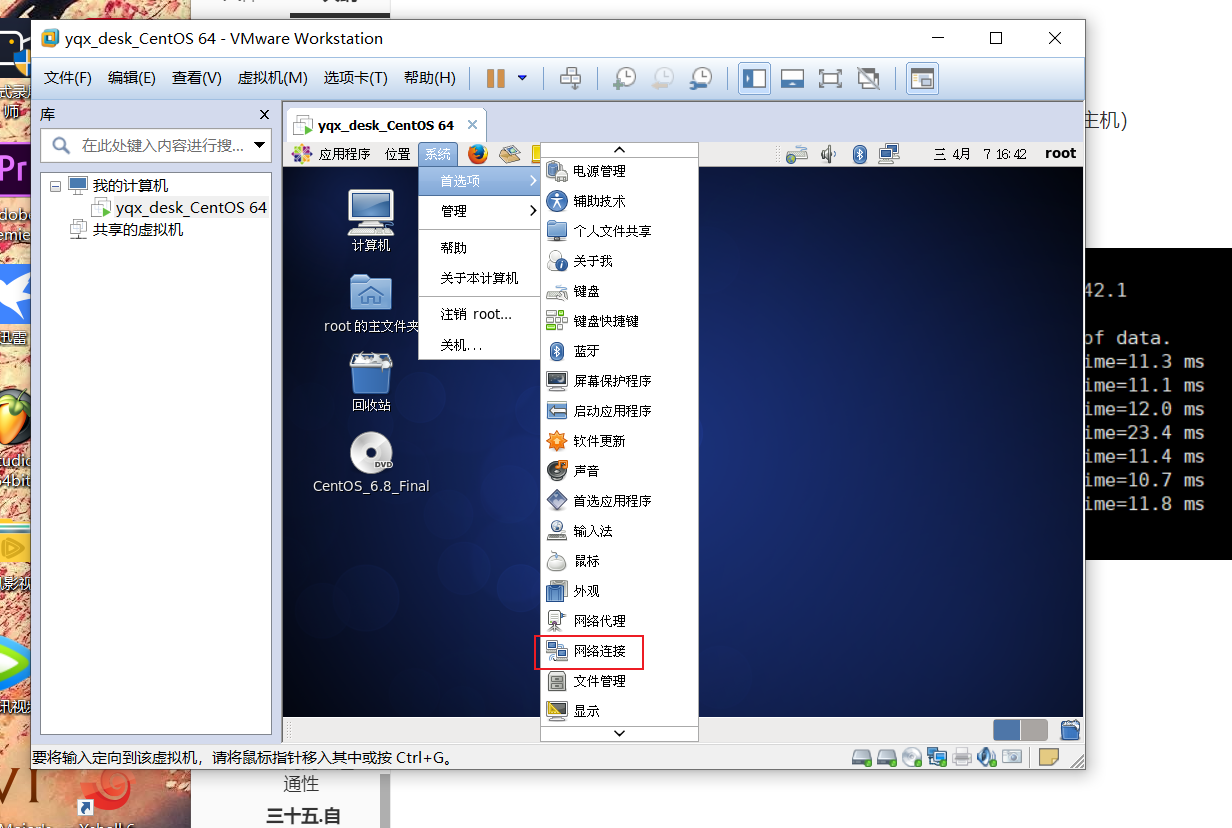 yqx_desk_CentOS 64 - VMware Workstation
文件(F) 编辑(E) 查看(V) 虚拟机(M) 选项卡(T) 帮助(H)
库
在此处键入内容进行搜...
我的计算机
yqx_desk_CentOS 64
共享的虚拟机
yqx_desk_CentOS 64
应用程序 位置 系统
三 4月 7 16:42 root
首选项
管理
帮助
关于本计算机
注销 root...
关机...
电源管理
辅助技术
个人文件共享
关于我
键盘
键盘快捷键
蓝牙
屏幕保护程序
启动应用程序
软件更新
声音
首选应用程序
输入法
鼠标
外观
网络代理
网络连接
文件管理
显示
计算机
root 的主文件夹
回收站
DVD
CentOS_6.8_Final
要将输入定向到该虚拟机，请将鼠标指针移入其中或按 Ctrl+G。
主机)
42.1
of data.
ime=11.3 ms
ime=11.1 ms
ime=12.0 ms
ime=23.4 ms
ime=11.4 ms
ime=10.7 ms
ime=11.8 ms
师
Pr
迅雷
tudio
64bit
通性
三十五.自